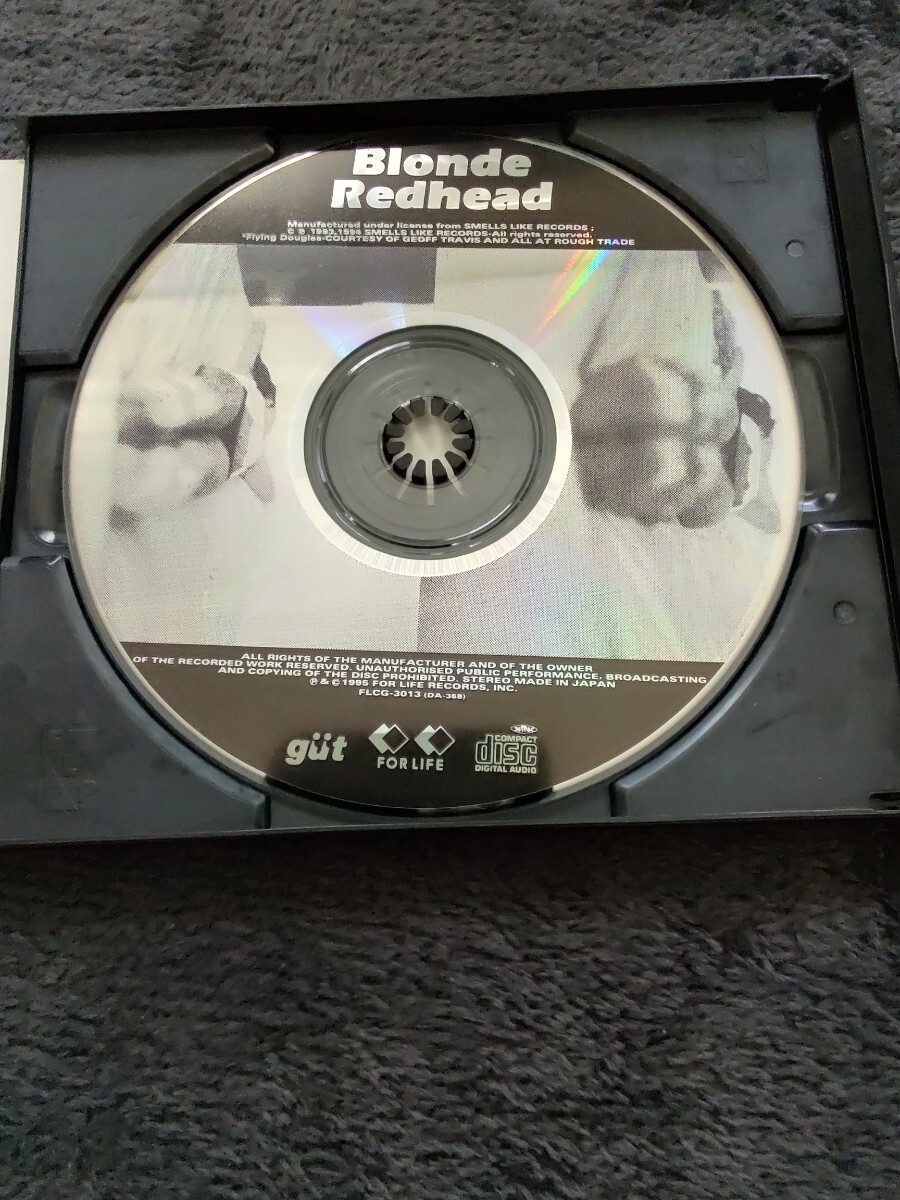 Blonde
Redhead
Manufactured under license from SMELLS LIKE RECORDS ;
© ℗ 1993,1994 SMELLS LIKE RECORDS-All rights reserved.
*Flying Douglas-COURTESY OF GEOFF TRAVIS AND ALL AT ROUGH TRADE
ALL RIGHTS OF THE MANUFACTURER AND OF THE OWNER
OF THE RECORDED WORK RESERVED. UNAUTHORISED PUBLIC PERFORMANCE. BROADCASTING
AND COPYING OF THE DISC PROHIBITED. STEREO MADE IN JAPAN
℗ & © 1995 FOR LIFE RECORDS, INC.
FLCG-3013 (DA-368)
güt
FOR LIFE
COMPACT
disc
DIGITAL AUDIO